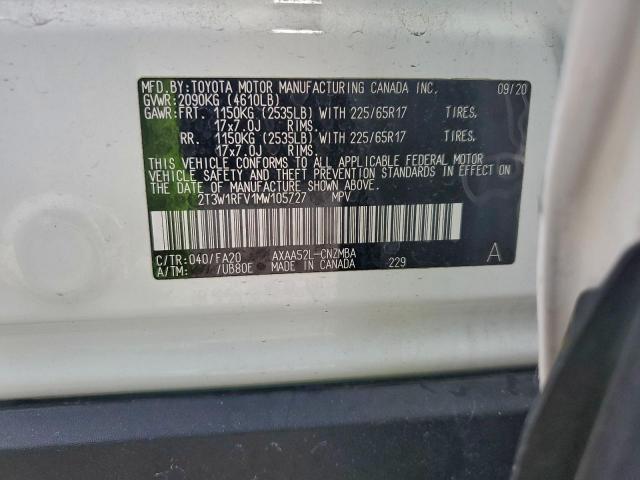 MFD.BY:TOYOTA MOTOR MANUFACTURING CANADA INC. 09/20
GVWR:2090KG (4610LB)
GAWR:FRT. 1150KG (2535LB) WITH 225/65R17 TIRES.
17x7.0J RIMS.
RR. 1150KG (2535LB) WITH 225/65R17 TIRES.
17x7.0J RIMS.
THIS VEHICLE CONFORMS TO ALL APPLICABLE FEDERAL MOTOR
VEHICLE SAFETY AND THEFT PREVENTION STANDARDS IN EFFECT ON
THE DATE OF MANUFACTURE SHOWN ABOVE.
2T3W1RFV1MW105727 MPV
C/TR:040/FA20 AXAA52L-CNZMBA A
A/TM: /UB80E MADE IN CANADA 229